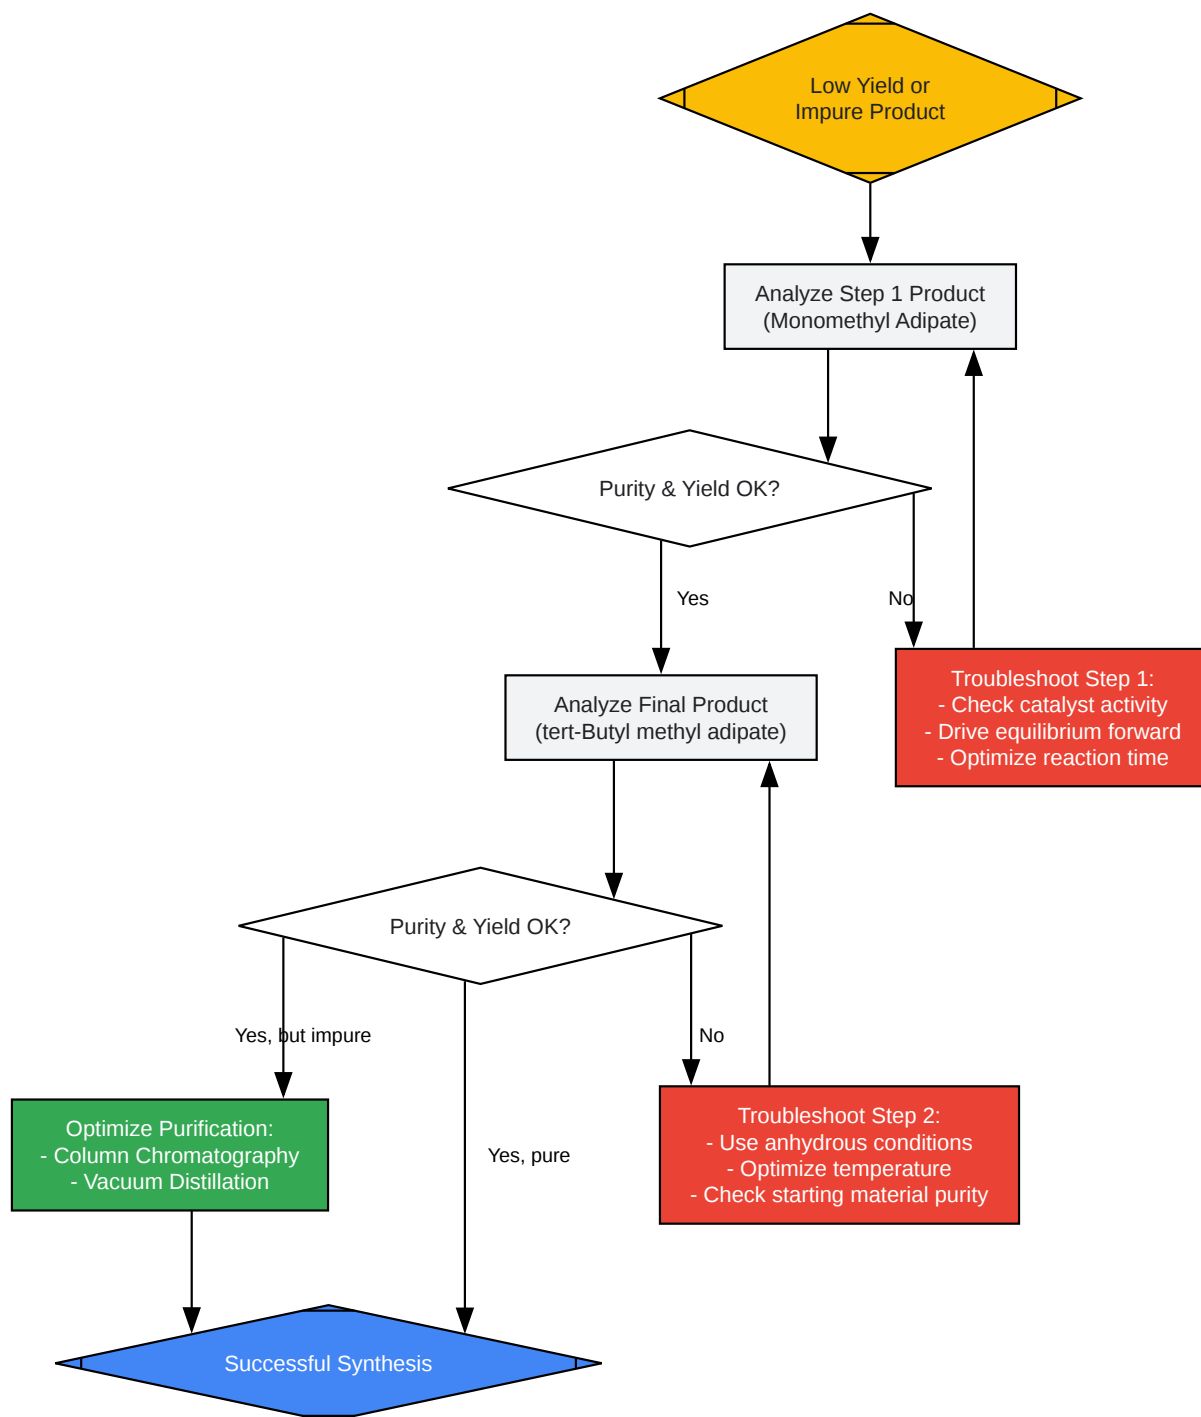 Low Yield or
Impure Product
Analyze Step 1 Product
(Monomethyl Adipate)
Purity & Yield OK?
Yes
No
Troubleshoot Step 1:
- Check catalyst activity
- Drive equilibrium forward
- Optimize reaction time
Analyze Final Product
(tert-Butyl methyl adipate)
Purity & Yield OK?
Yes, but impure
No
Optimize Purification:
- Column Chromatography
- Vacuum Distillation
Yes, pure
Troubleshoot Step 2:
- Use anhydrous conditions
- Optimize temperature
- Check starting material purity
Successful Synthesis